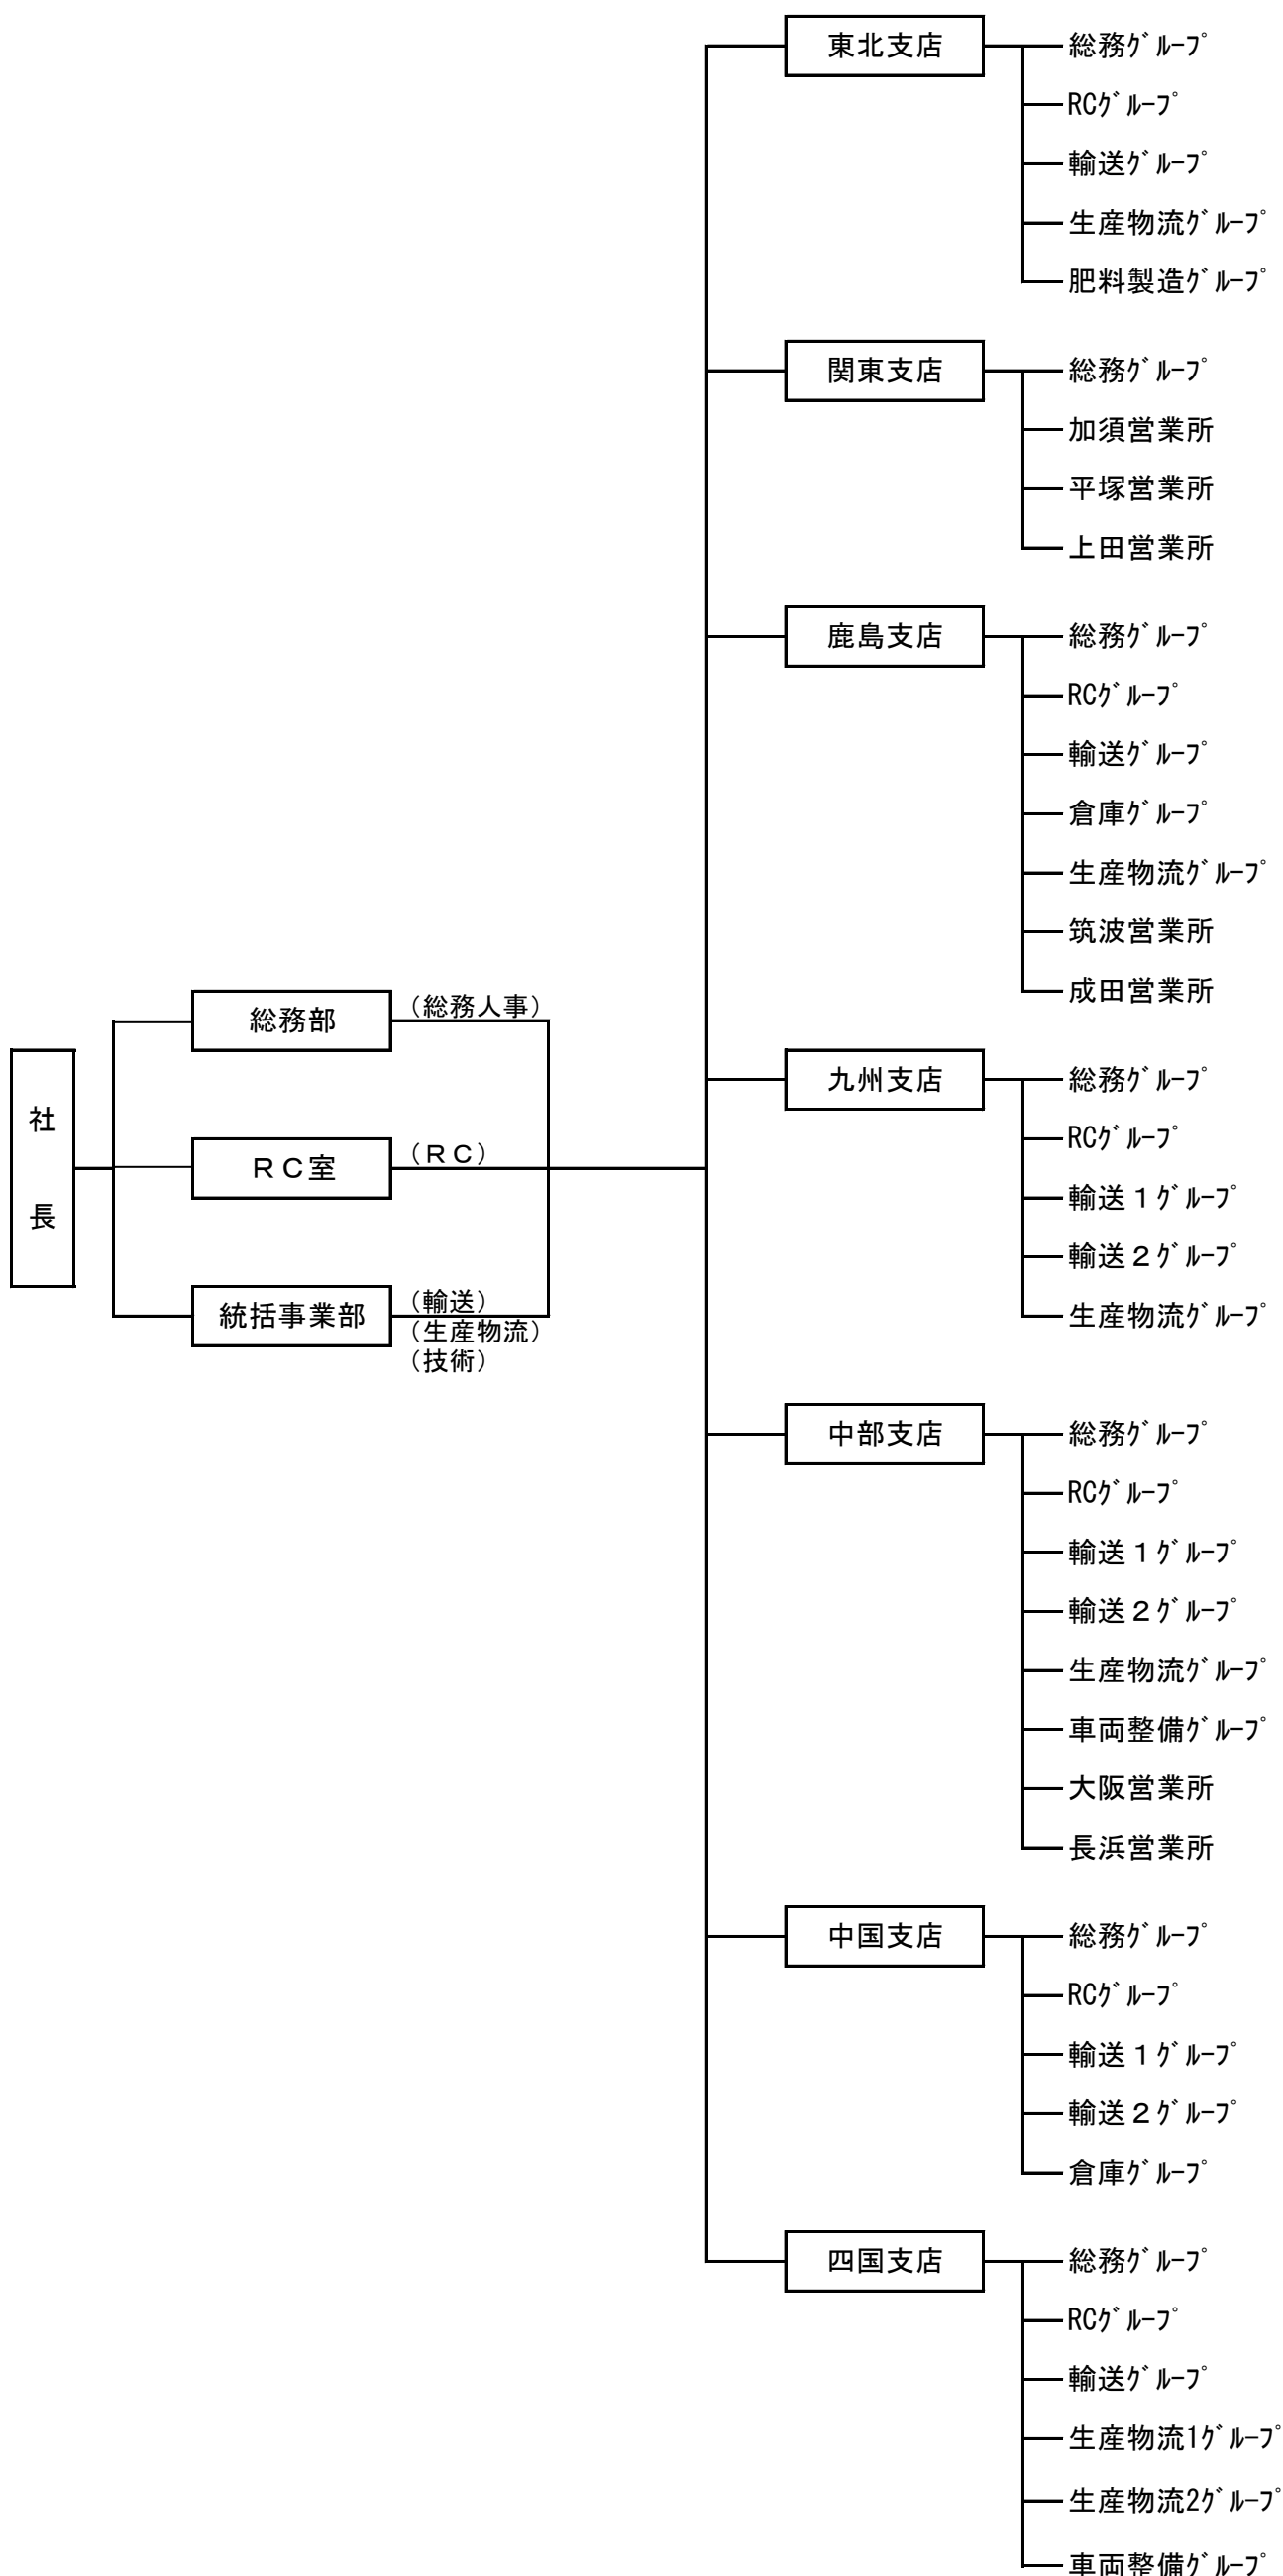 東北支店
総務ｸﾞﾙｰﾌﾟ
RCｸﾞﾙｰﾌﾟ
輸送ｸﾞﾙｰﾌﾟ
生産物流ｸﾞﾙｰﾌﾟ
肥料製造ｸﾞﾙｰﾌﾟ
関東支店
総務ｸﾞﾙｰﾌﾟ
加須営業所
平塚営業所
上田営業所
鹿島支店
総務ｸﾞﾙｰﾌﾟ
RCｸﾞﾙｰﾌﾟ
輸送ｸﾞﾙｰﾌﾟ
倉庫ｸﾞﾙｰﾌﾟ
生産物流ｸﾞﾙｰﾌﾟ
筑波営業所
成田営業所
社長
総務部
（総務人事）
ＲＣ室
（ＲＣ）
統括事業部
（輸送）
（生産物流）
（技術）
九州支店
総務ｸﾞﾙｰﾌﾟ
RCｸﾞﾙｰﾌﾟ
輸送１ｸﾞﾙｰﾌﾟ
輸送２ｸﾞﾙｰﾌﾟ
生産物流ｸﾞﾙｰﾌﾟ
中部支店
総務ｸﾞﾙｰﾌﾟ
RCｸﾞﾙｰﾌﾟ
輸送１ｸﾞﾙｰﾌﾟ
輸送２ｸﾞﾙｰﾌﾟ
生産物流ｸﾞﾙｰﾌﾟ
車両整備ｸﾞﾙｰﾌﾟ
大阪営業所
長浜営業所
中国支店
総務ｸﾞﾙｰﾌﾟ
RCｸﾞﾙｰﾌﾟ
輸送１ｸﾞﾙｰﾌﾟ
輸送２ｸﾞﾙｰﾌﾟ
倉庫ｸﾞﾙｰﾌﾟ
四国支店
総務ｸﾞﾙｰﾌﾟ
RCｸﾞﾙｰﾌﾟ
輸送ｸﾞﾙｰﾌﾟ
生産物流1ｸﾞﾙｰﾌﾟ
生産物流2ｸﾞﾙｰﾌﾟ
車両整備ｸﾞﾙｰﾌﾟ